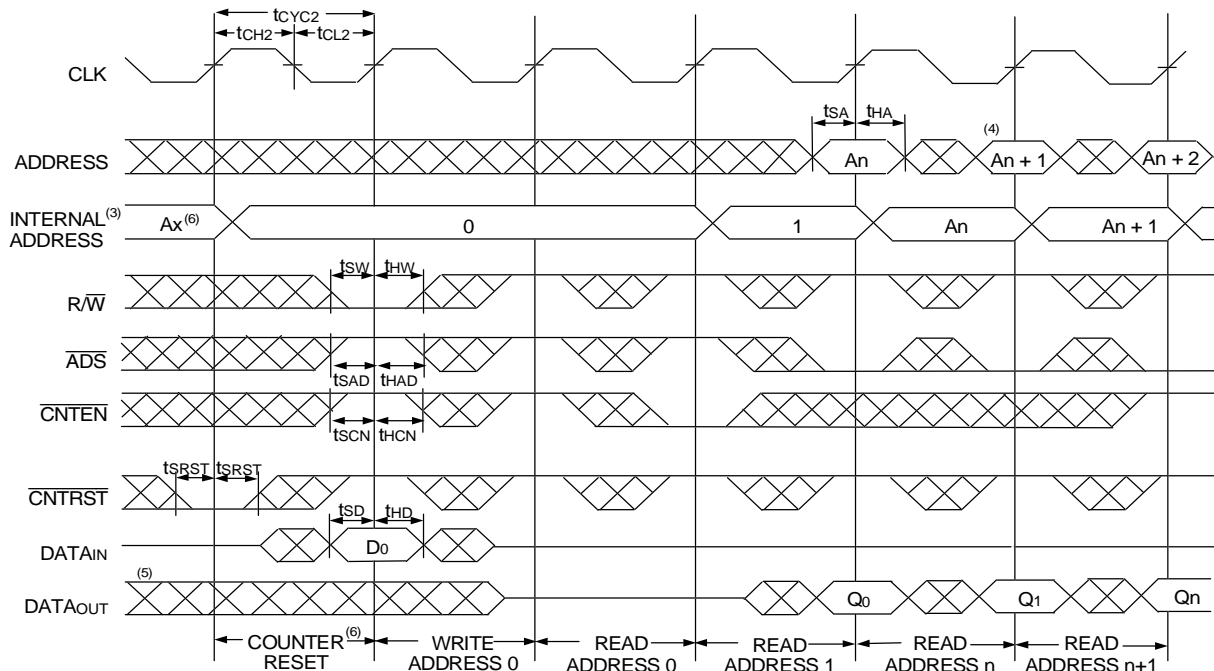 tCYC2
tCH2 tCL2
CLK
tSA tHA
(4)
ADDRESS An An + 1 An + 2
INTERNAL(3) ADDRESS Ax(6) 0 1 An An + 1
tSW tHW
R/W̅
A̅D̅S̅
tSAD tHAD
C̅N̅T̅E̅N̅
tSCN tHCN
tSRST tSRST
C̅N̅T̅R̅S̅T̅
tSD tHD
DATAIN D0
(5)
DATAOUT Q0 Q1 Qn
COUNTER(6) RESET
WRITE ADDRESS 0
READ ADDRESS 0
READ ADDRESS 1
READ ADDRESS n
READ ADDRESS n+1